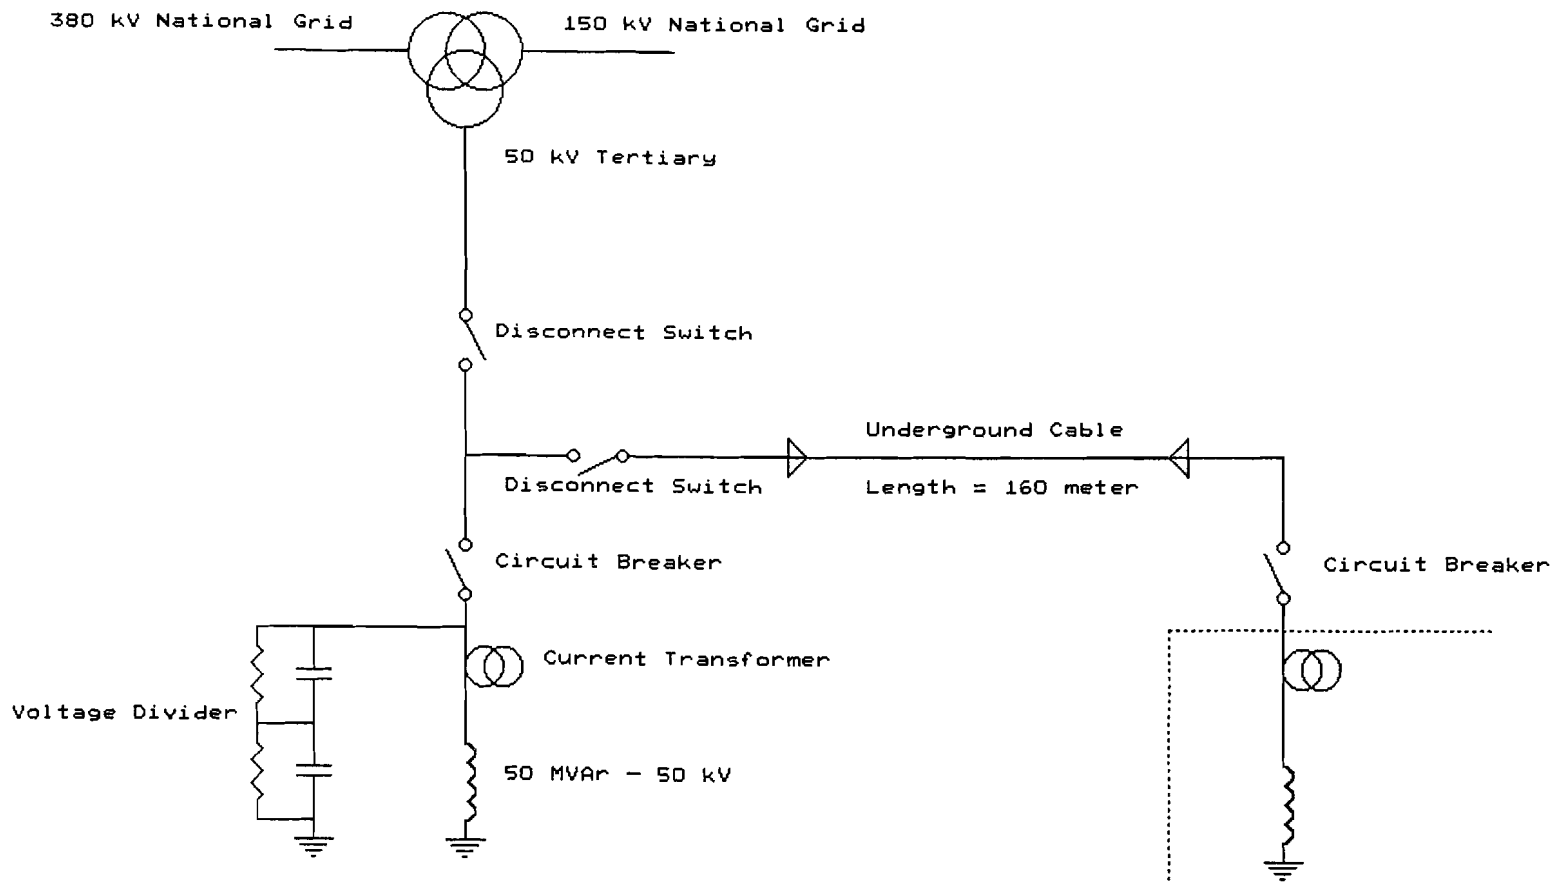 380 kV National Grid
150 kV National Grid
50 kV Tertiary
Disconnect Switch
Underground Cable
Disconnect Switch
Length = 160 meter
Circuit Breaker
Circuit Breaker
Current Transformer
Voltage Divider
50 MVAr - 50 kV